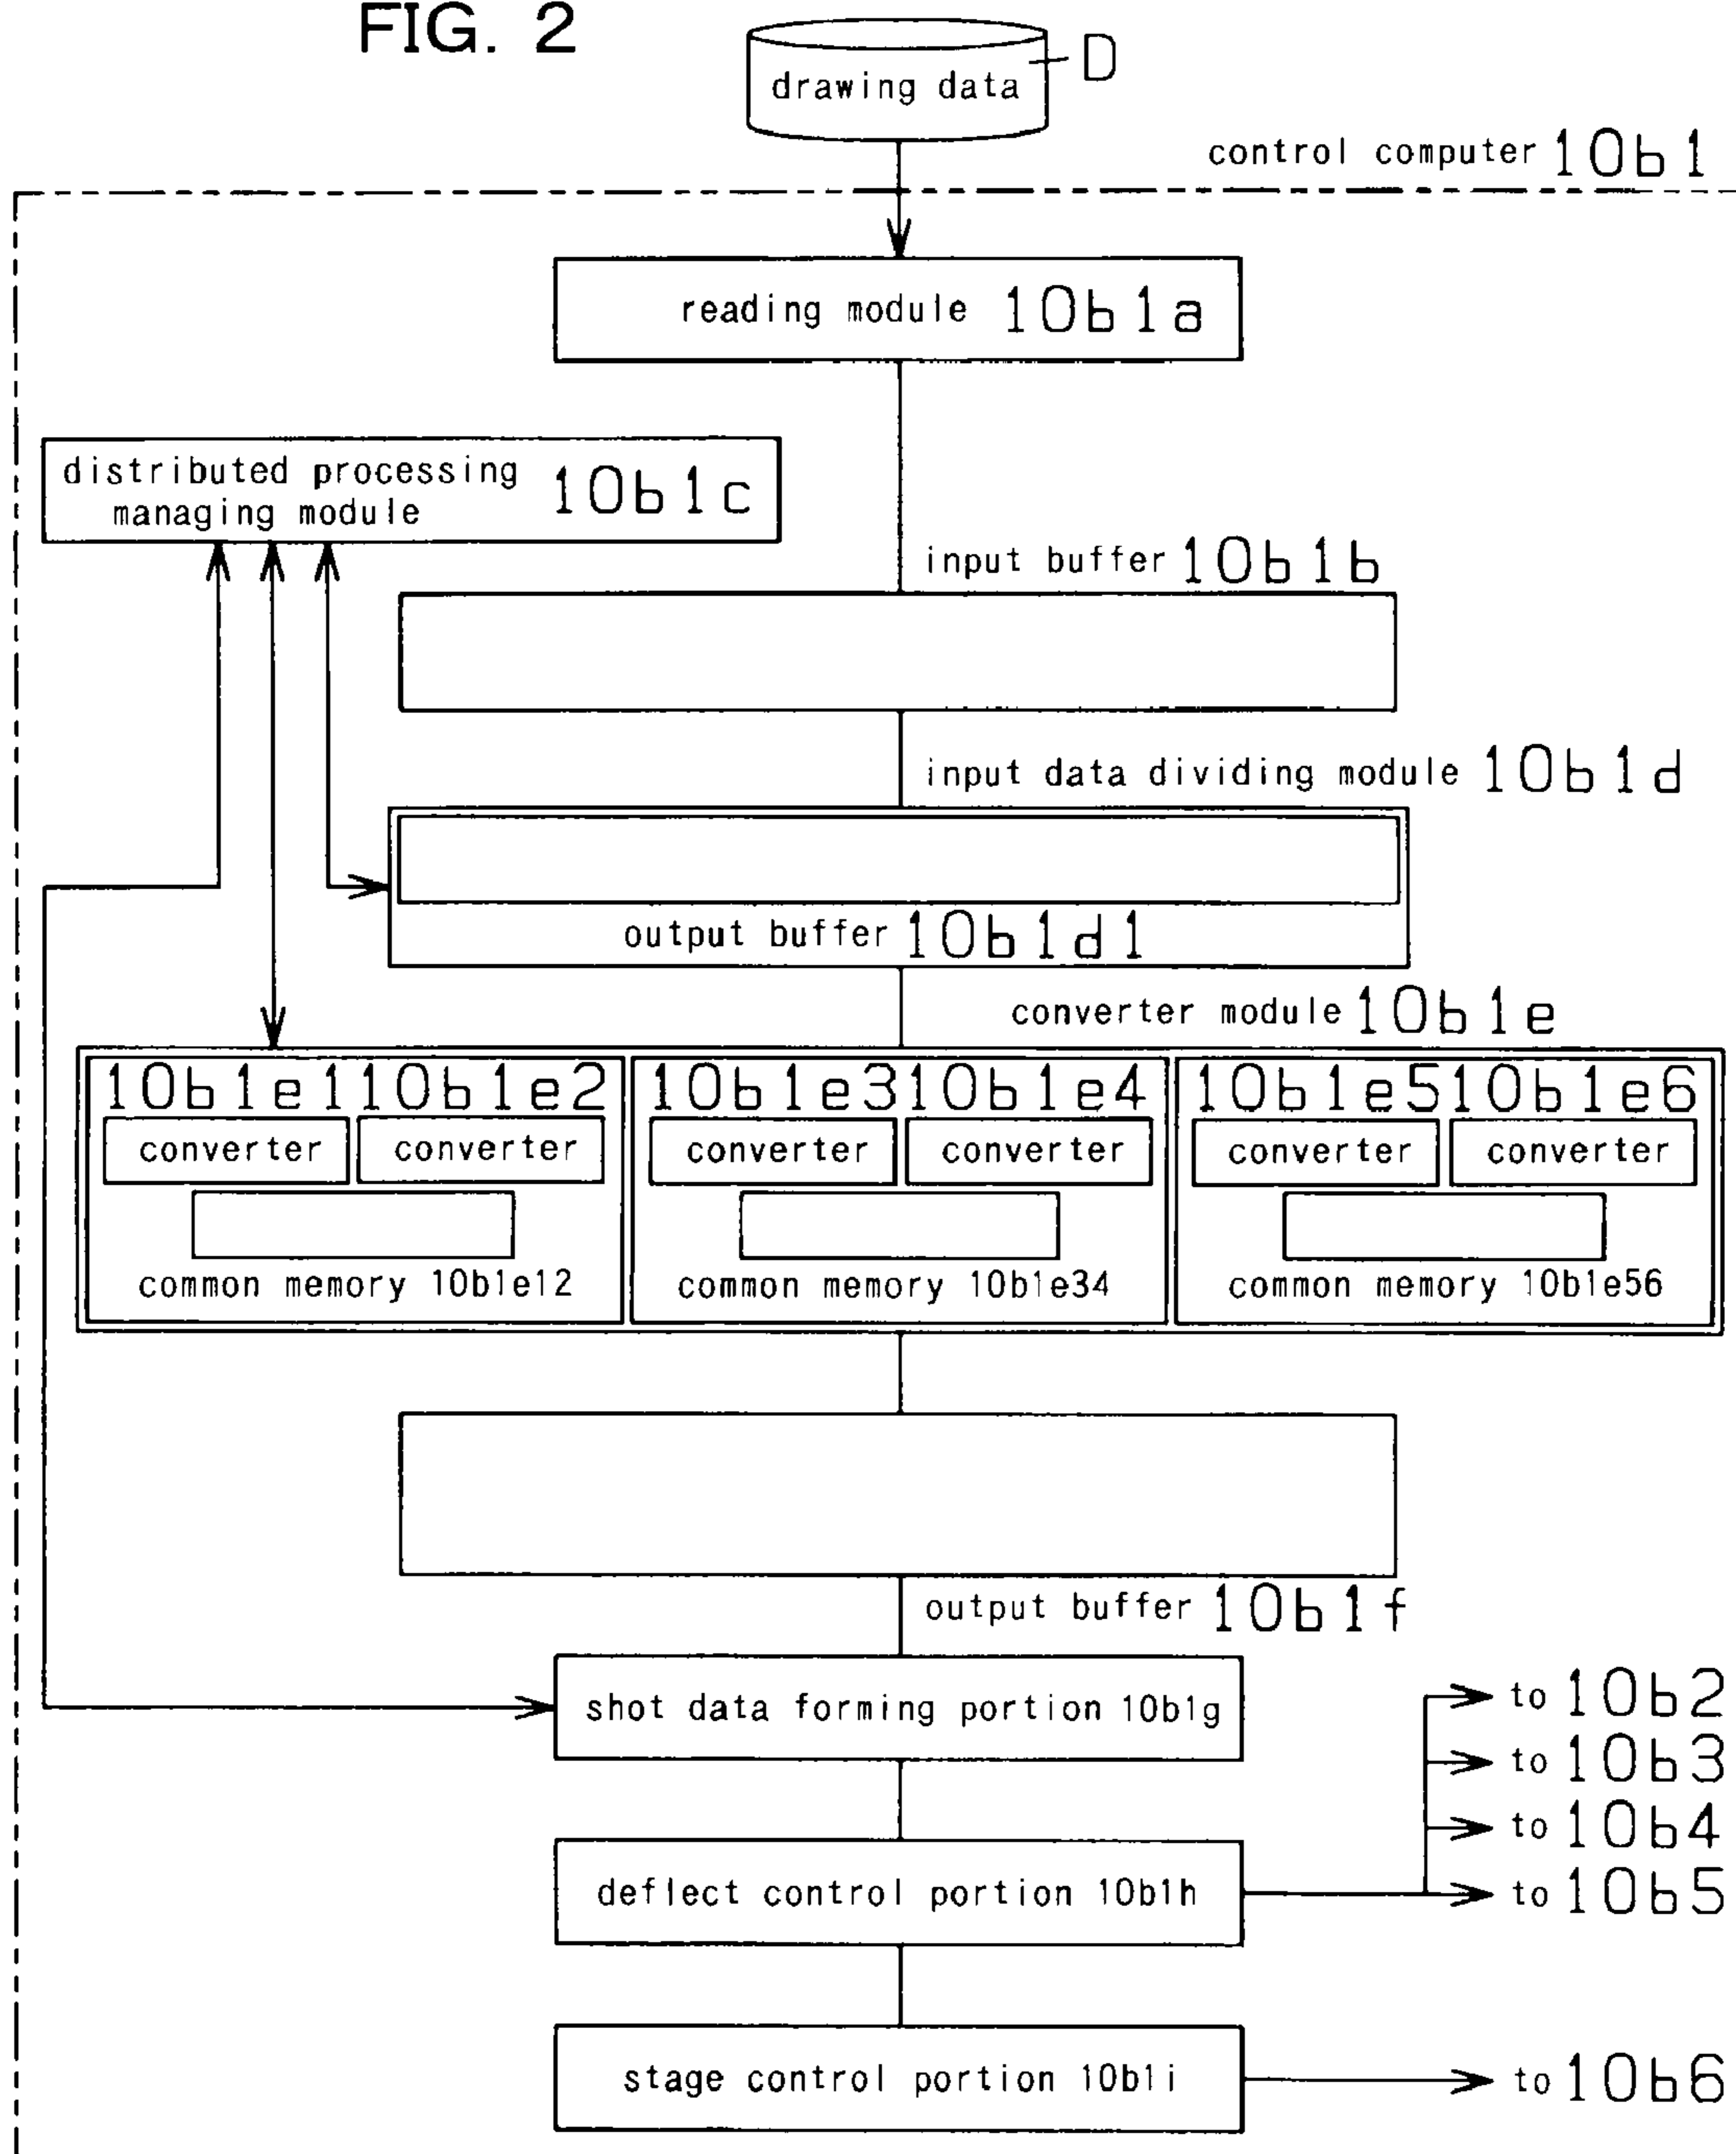 FIG. 2
drawing data
D
control computer 10b1
reading module 10b1a
distributed processing
managing module 10b1c
input buffer 10b1b
input data dividing module 10b1d
output buffer 10b1d1
converter module 10b1e
10b1e1 10b1e2 10b1e3 10b1e4 10b1e5 10b1e6
converter converter converter converter converter converter
common memory 10b1e12 common memory 10b1e34 common memory 10b1e56
output buffer 10b1f
shot data forming portion 10b1g
to 10b2
to 10b3
to 10b4
deflect control portion 10b1h
to 10b5
stage control portion 10b1i
to 10b6